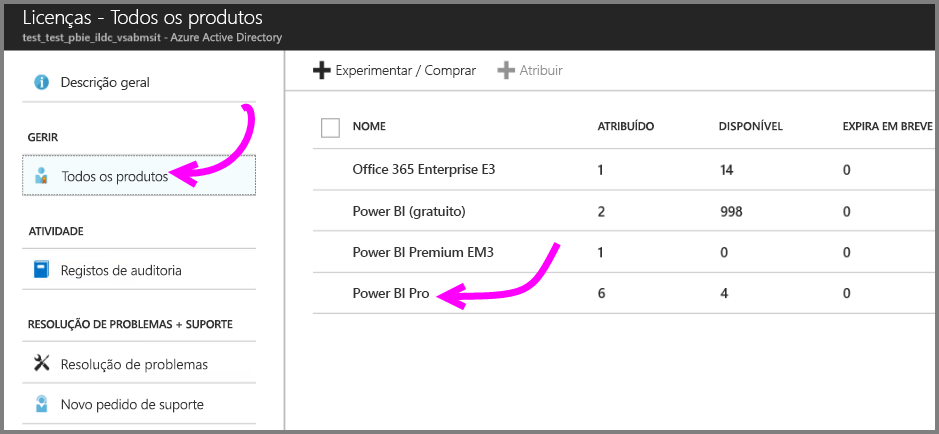 Licenças - Todos os produtos
test_test_pbie_ildc_vsabmsit - Azure Active Directory
Descrição geral
GERIR
Todos os produtos
ATIVIDADE
Registos de auditoria
RESOLUÇÃO DE PROBLEMAS + SUPORTE
Resolução de problemas
Novo pedido de suporte
Experimentar / Comprar Atribuir
NOME ATRIBUÍDO DISPONÍVEL EXPIRA EM BREVE
Office 365 Enterprise E3 1 14 0
Power BI (gratuito) 2 998 0
Power BI Premium EM3 1 0 0
Power BI Pro 6 4 0